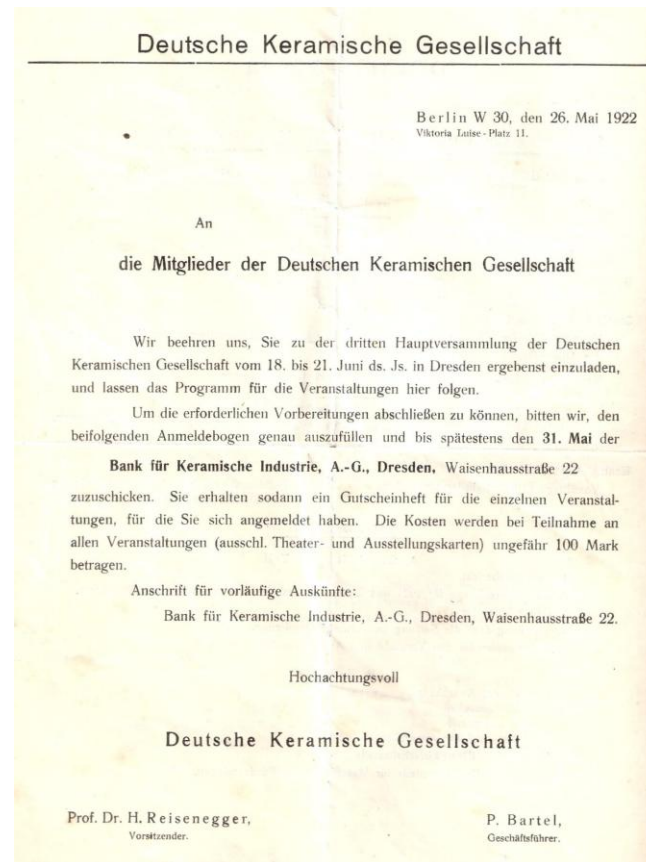 Deutsche Keramische Gesellschaft
Berlin W 30, den 26. Mai 1922
Viktoria Luise-Platz 11.
An
die Mitglieder der Deutschen Keramischen Gesellschaft
Wir beehren uns, Sie zu der dritten Hauptversammlung der Deutschen
Keramischen Gesellschaft vom 18. bis 21. Juni ds. Js. in Dresden ergebenst einzuladen,
und lassen das Programm für die Veranstaltungen hier folgen.
Um die erforderlichen Vorbereitungen abschließen zu können, bitten wir, den
beifolgenden Anmeldebogen genau auszufüllen und bis spätestens den 31. Mai der
Bank für Keramische Industrie, A.-G., Dresden, Waisenhausstraße 22
zuzuschicken. Sie erhalten sodann ein Gutscheinheft für die einzelnen Veranstal-
tungen, für die Sie sich angemeldet haben. Die Kosten werden bei Teilnahme an
allen Veranstaltungen (ausschl. Theater- und Ausstellungskarten) ungefähr 100 Mark
betragen.
Anschrift für vorläufige Auskünfte:
Bank für Keramische Industrie, A.-G., Dresden, Waisenhausstraße 22.
Hochachtungsvoll
Deutsche Keramische Gesellschaft
Prof. Dr. H. Reisenegger,
Vorsitzender.
P. Bartel,
Geschäftsführer.